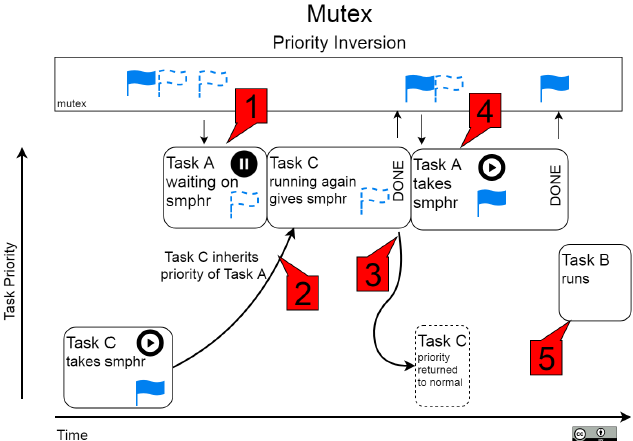 Mutex
Priority Inversion
mutex
1
4
Task A
waiting on
smphr
Task C
running again
gives smphr
DONE
Task A
takes
smphr
DONE
Task C inherits
priority of Task A
2
3
Task B
runs
5
Task C
takes smphr
Task C
priority
returned
to normal
Task Priority
Time
cc